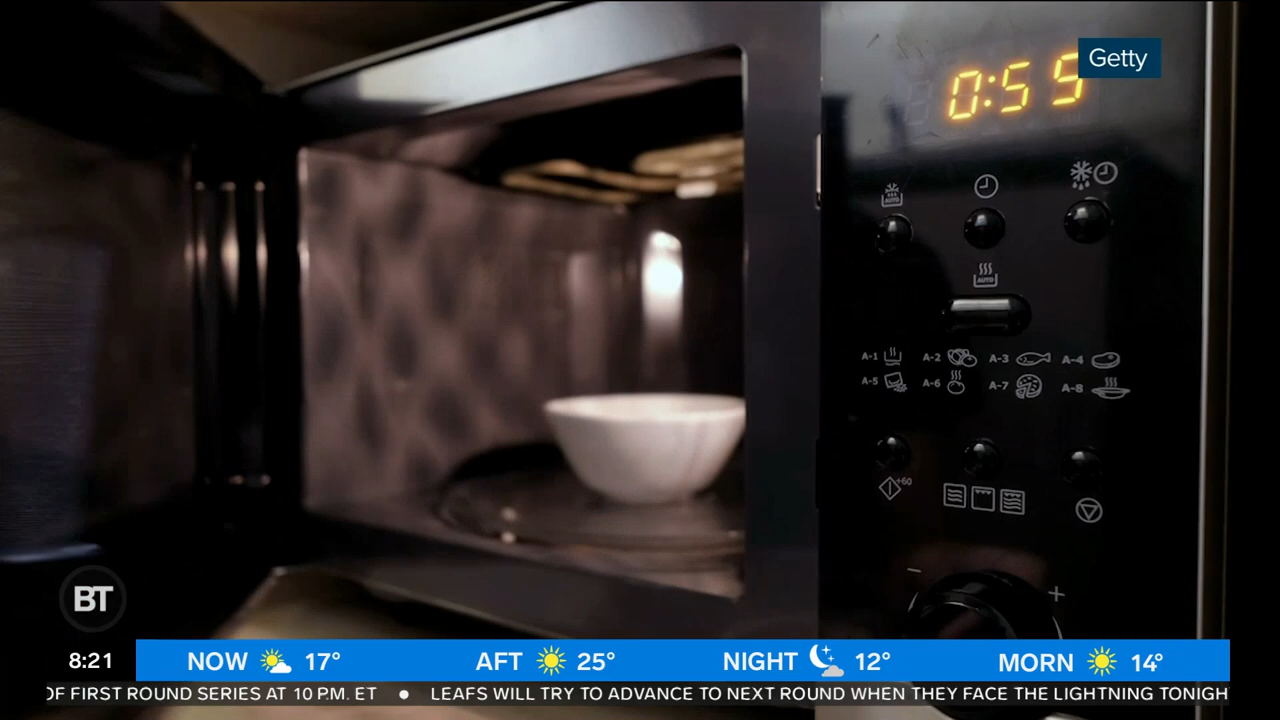 Getty
0:55
AUTO
AUTO
A-1 A-2 A-3 A-4
A-5 A-6 A-7 A-8
+60
- +
BT
8:21 NOW 17° AFT 25° NIGHT 12° MORN 14°
OF FIRST ROUND SERIES AT 10 P.M. ET • LEAFS WILL TRY TO ADVANCE TO NEXT ROUND WHEN THEY FACE THE LIGHTNING TONIGH